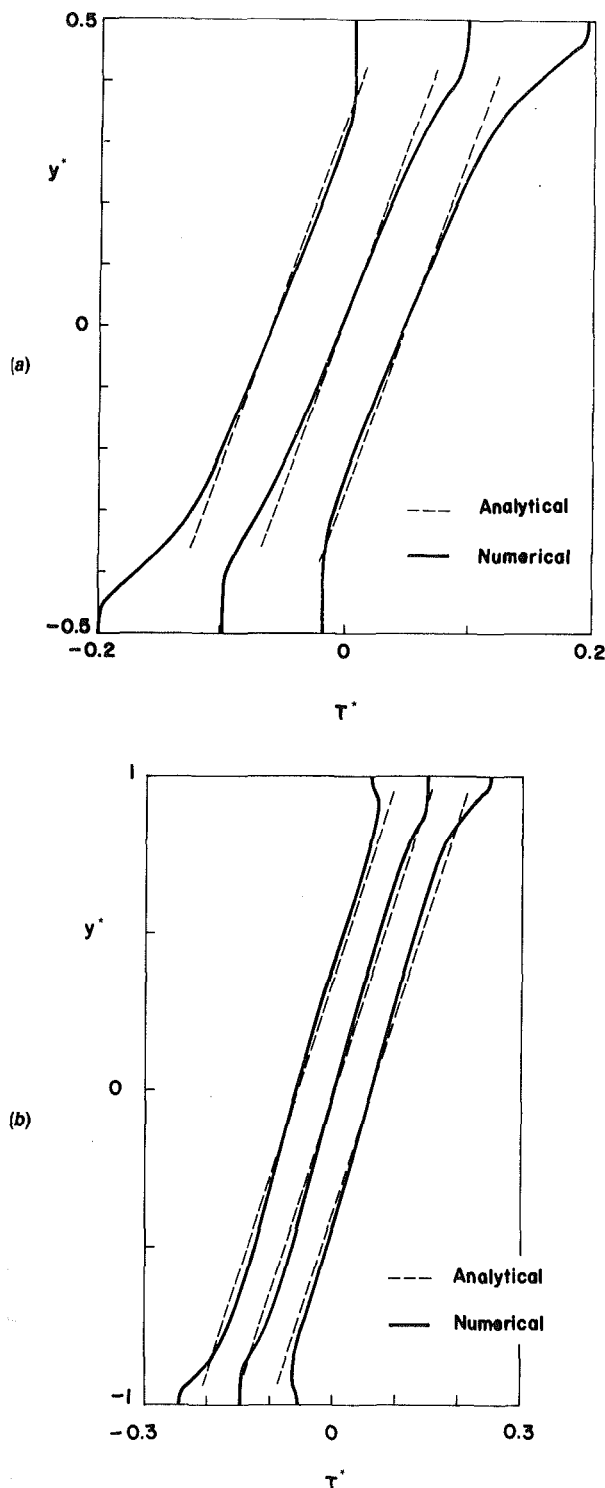 0.5
y*
0
(a)
Analytical
Numerical
-0.5
-0.2
0
0.2
T*
1
y*
0
(b)
Analytical
Numerical
-1
-0.3
0
0.3
T*